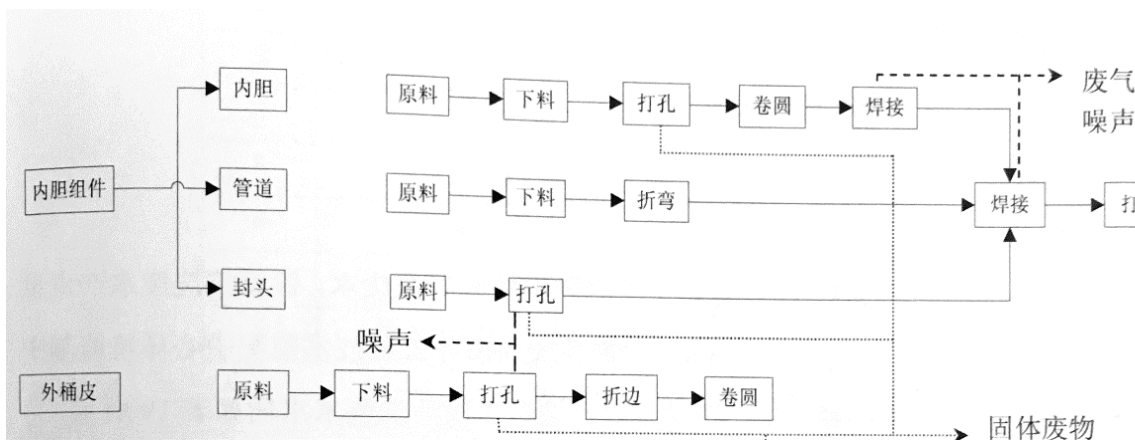 内胆 原料 下料 打孔 卷圆 焊接 废气
噪声
内胆组件 管道 原料 下料 折弯 焊接 打
封头 原料 打孔
噪声
外桶皮 原料 下料 打孔 折边 卷圆
固体废物